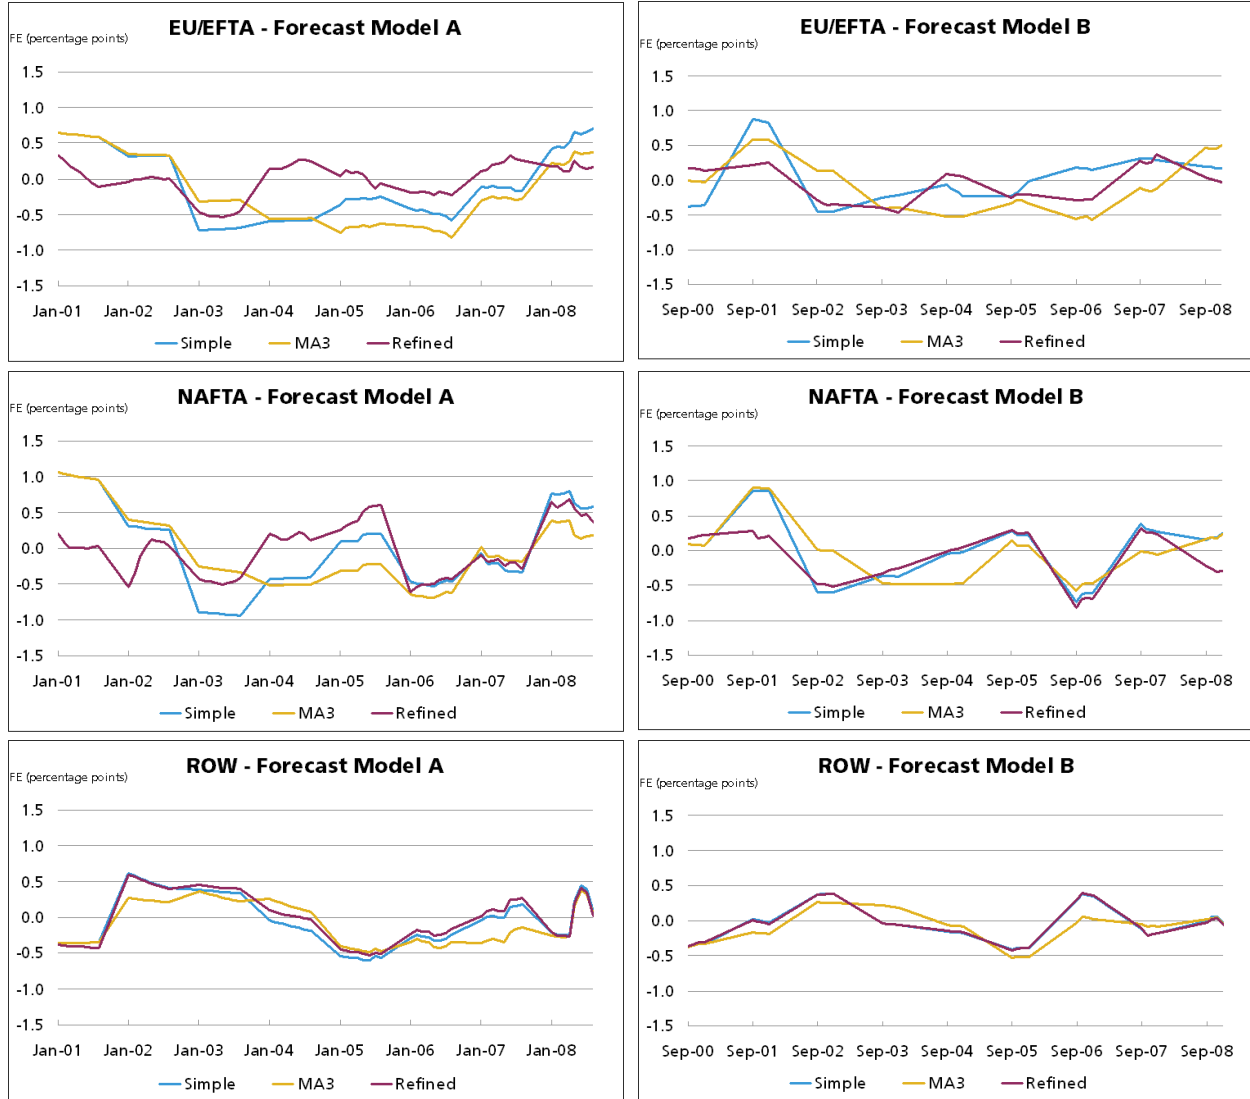 EU/EFTA - Forecast Model A
FE (percentage points)
1.5
1.0
0.5
0.0
-0.5
-1.0
-1.5
Jan-01 Jan-02 Jan-03 Jan-04 Jan-05 Jan-06 Jan-07 Jan-08
Simple MA3 Refined
EU/EFTA - Forecast Model B
FE (percentage points)
1.5
1.0
0.5
0.0
-0.5
-1.0
-1.5
Sep-00 Sep-01 Sep-02 Sep-03 Sep-04 Sep-05 Sep-06 Sep-07 Sep-08
Simple MA3 Refined
NAFTA - Forecast Model A
FE (percentage points)
1.5
1.0
0.5
0.0
-0.5
-1.0
-1.5
Jan-01 Jan-02 Jan-03 Jan-04 Jan-05 Jan-06 Jan-07 Jan-08
Simple MA3 Refined
NAFTA - Forecast Model B
FE (percentage points)
1.5
1.0
0.5
0.0
-0.5
-1.0
-1.5
Sep-00 Sep-01 Sep-02 Sep-03 Sep-04 Sep-05 Sep-06 Sep-07 Sep-08
Simple MA3 Refined
ROW - Forecast Model A
FE (percentage points)
1.5
1.0
0.5
0.0
-0.5
-1.0
-1.5
Jan-01 Jan-02 Jan-03 Jan-04 Jan-05 Jan-06 Jan-07 Jan-08
Simple MA3 Refined
ROW - Forecast Model B
FE (percentage points)
1.5
1.0
0.5
0.0
-0.5
-1.0
-1.5
Sep-00 Sep-01 Sep-02 Sep-03 Sep-04 Sep-05 Sep-06 Sep-07 Sep-08
Simple MA3 Refined